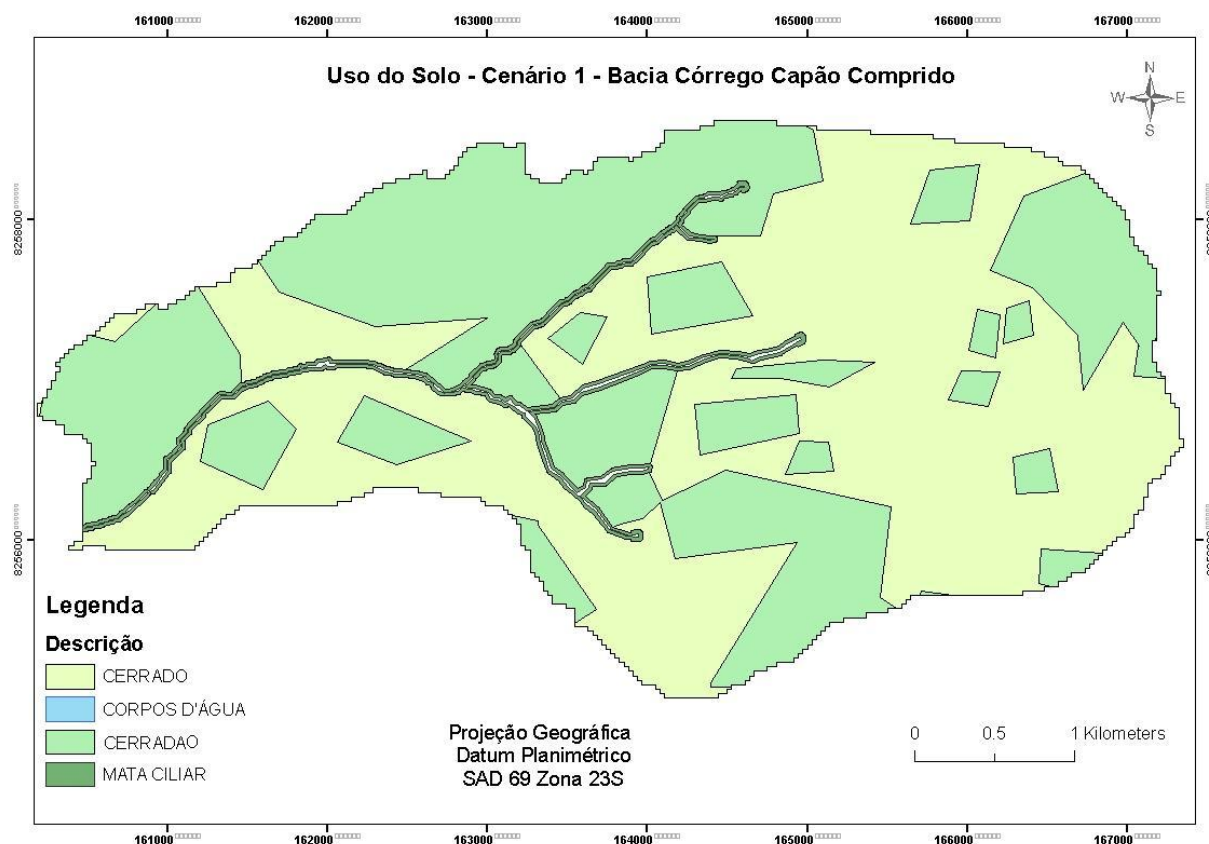 161000 162000 163000 164000 165000 166000 167000
Uso do Solo - Cenário 1 - Bacia Córrego Capão Comprido
N
W E
S
8258000
8256000
Legenda
Descrição
CERRADO
CORPOS D'ÁGUA
CERRADAO
MATA CILIAR
Projeção Geográfica
Datum Planimétrico
SAD 69 Zona 23S
0 0.5 1 Kilometers
161000 162000 163000 164000 165000 166000 167000